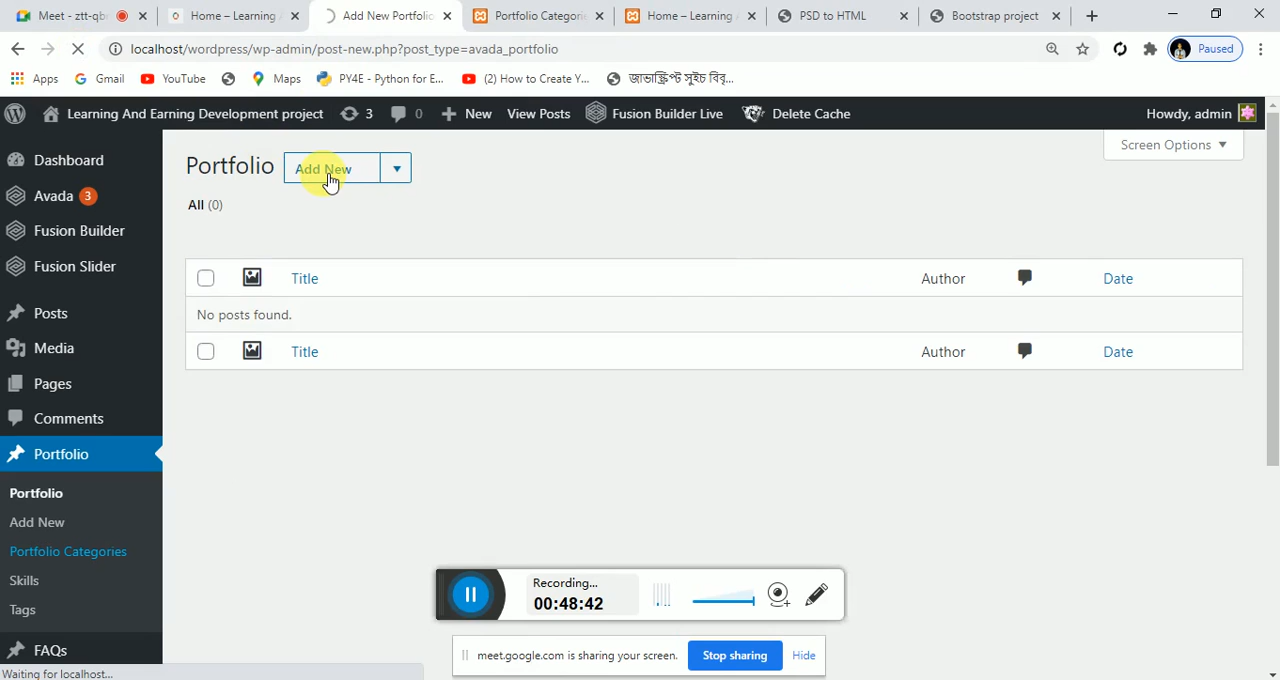 Meet - ztt-qb
Home – Learning
Add New Portfolio
Portfolio Categori
Home – Learning
PSD to HTML
Bootstrap project
localhost/wordpress/wp-admin/post-new.php?post_type=avada_portfolio
Paused
Apps
Gmail
YouTube
Maps
PY4E - Python for E...
(2) How to Create Y...
জাভাস্ক্রিপ্ট সুইচ বিবৃ...
Learning And Earning Development project
3
0
New
View Posts
Fusion Builder Live
Delete Cache
Howdy, admin
Dashboard
Avada 3
Fusion Builder
Fusion Slider
Posts
Media
Pages
Comments
Portfolio
Portfolio
Add New
Portfolio Categories
Skills
Tags
FAQs
Screen Options
Portfolio
Add New
All (0)
Title
Author
Date
No posts found.
Title
Author
Date
Recording...
00:48:42
meet.google.com is sharing your screen.
Stop sharing
Hide
Waiting for localhost...